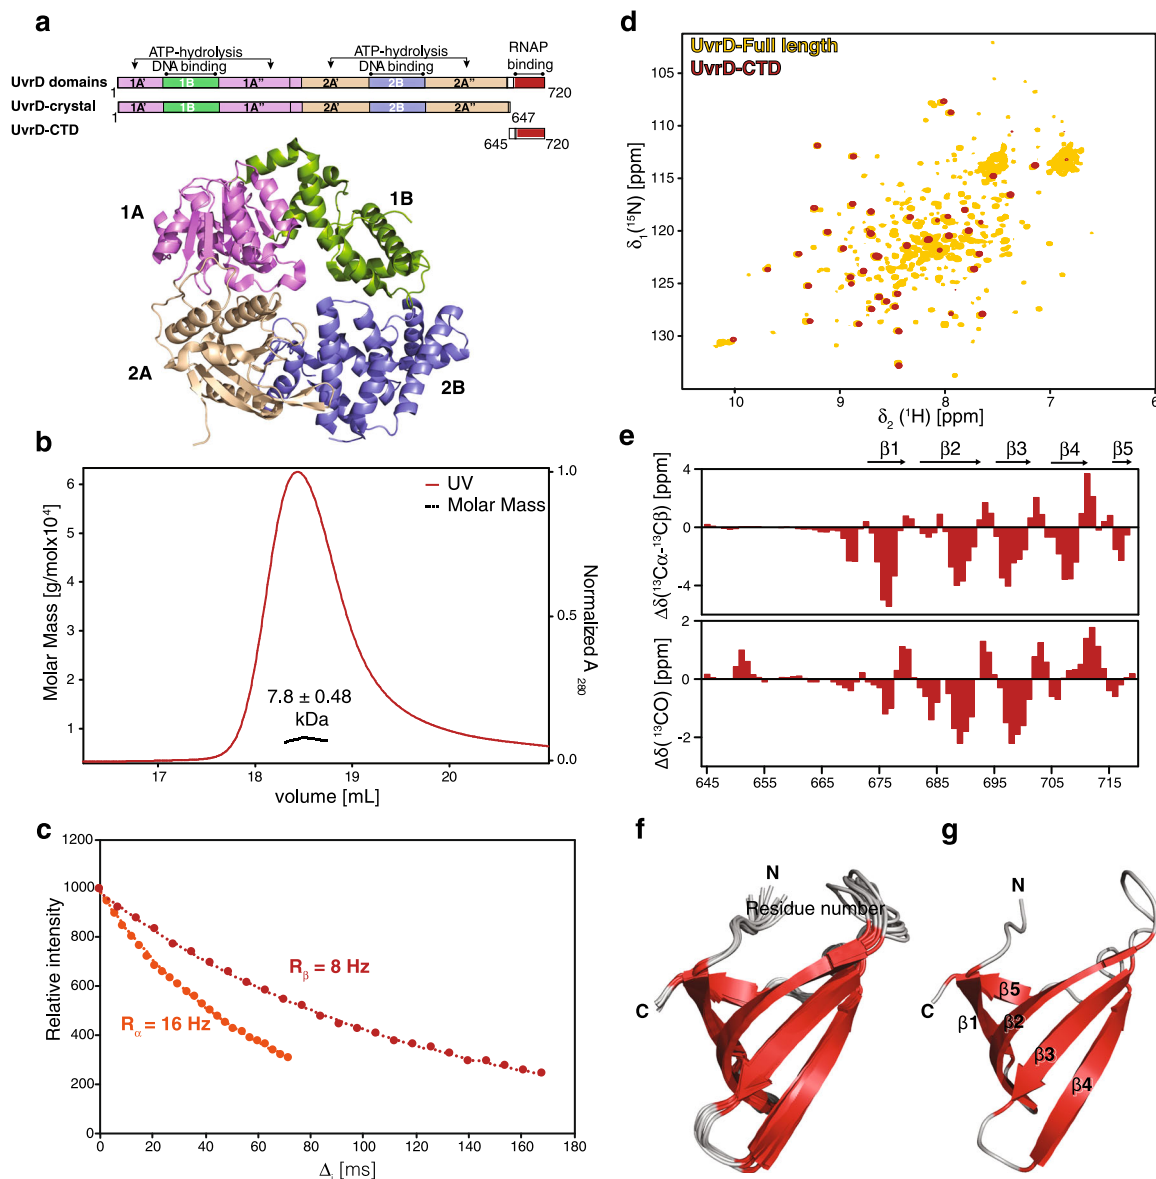 a
ATP-hydrolysis
ATP-hydrolysis
RNAP
DNA binding
DNA binding
binding
UvrD domains
1A'
1B
1A''
2A'
2B
2A''
1
720
UvrD-crystal
1A'
1B
1A''
2A'
2B
2A''
1
647
UvrD-CTD
645
720
1A
1B
2A
2B
b
UV
Molar Mass
7.8 ± 0.48
kDa
Molar Mass [g/molx10⁴]
6
5
4
3
2
1
Normalized A280
1.0
0.5
0.0
17
18
19
20
volume [mL]
c
Relative intensity
1200
1000
800
600
400
200
0
Rβ = 8 Hz
Rα = 16 Hz
0
20
40
60
80
100
120
140
160
180
Δi [ms]
d
UvrD-Full length
UvrD-CTD
δ1(¹⁵N) [ppm]
105
110
115
120
125
130
10
9
8
7
6
δ2 (¹H) [ppm]
e
β1
β2
β3
β4
β5
Δδ(¹³Cα-¹³Cβ) [ppm]
4
0
-4
Δδ(¹³CO) [ppm]
2
0
-2
645
655
665
675
685
695
705
715
f
N
Residue number
C
g
N
C
β5
β1
β2
β3
β4